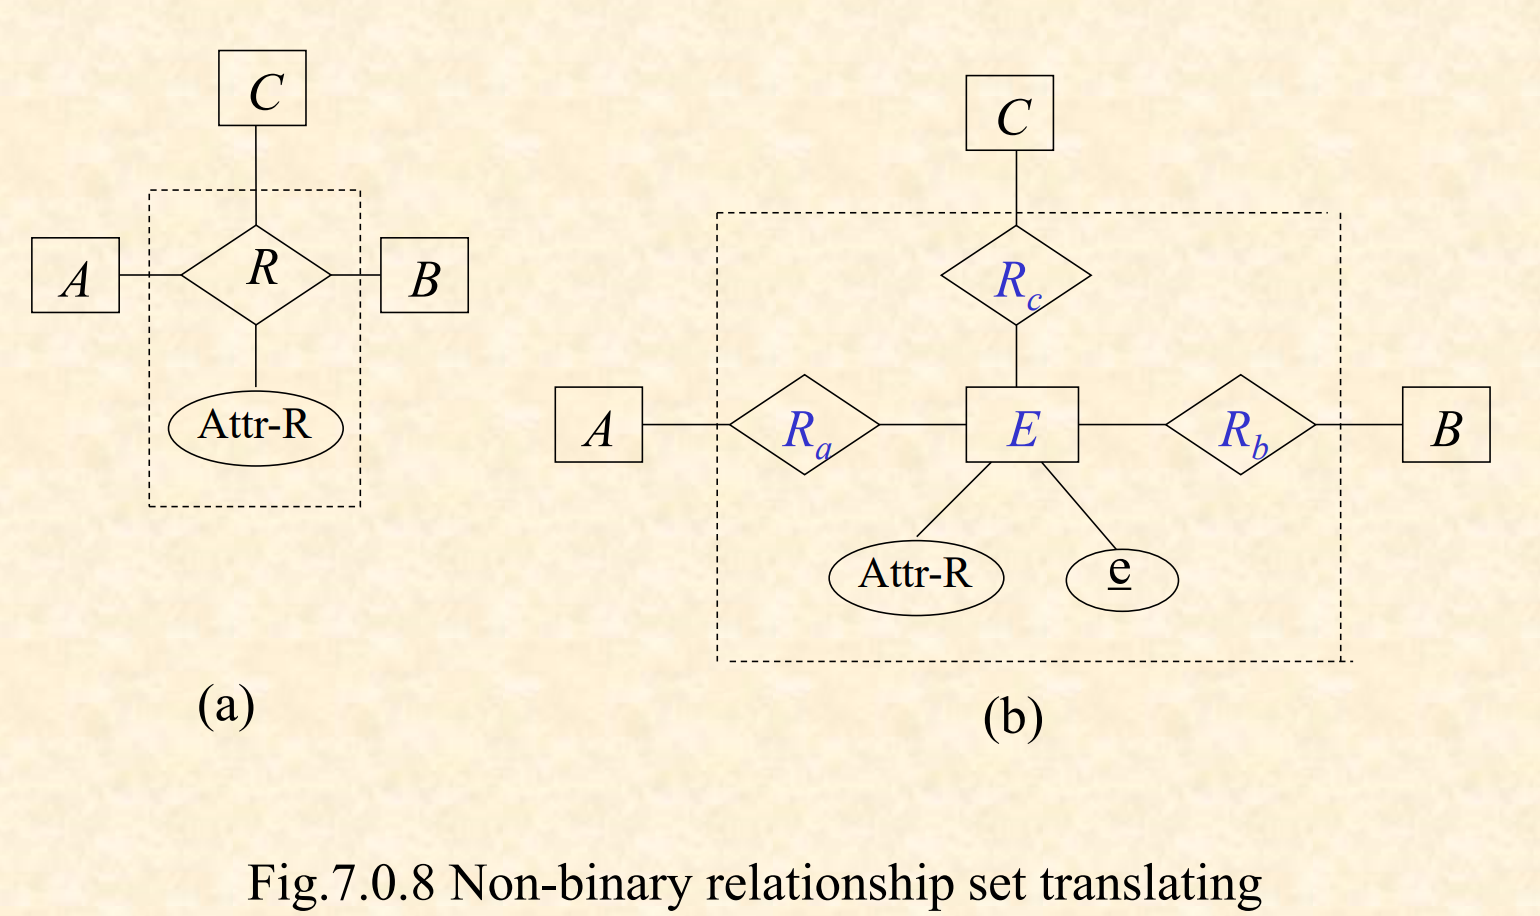 C
A
R
B
Attr-R
(a)
C
R_c
A
R_a
E
R_b
B
Attr-R
e
(b)
Fig.7.0.8 Non-binary relationship set translating